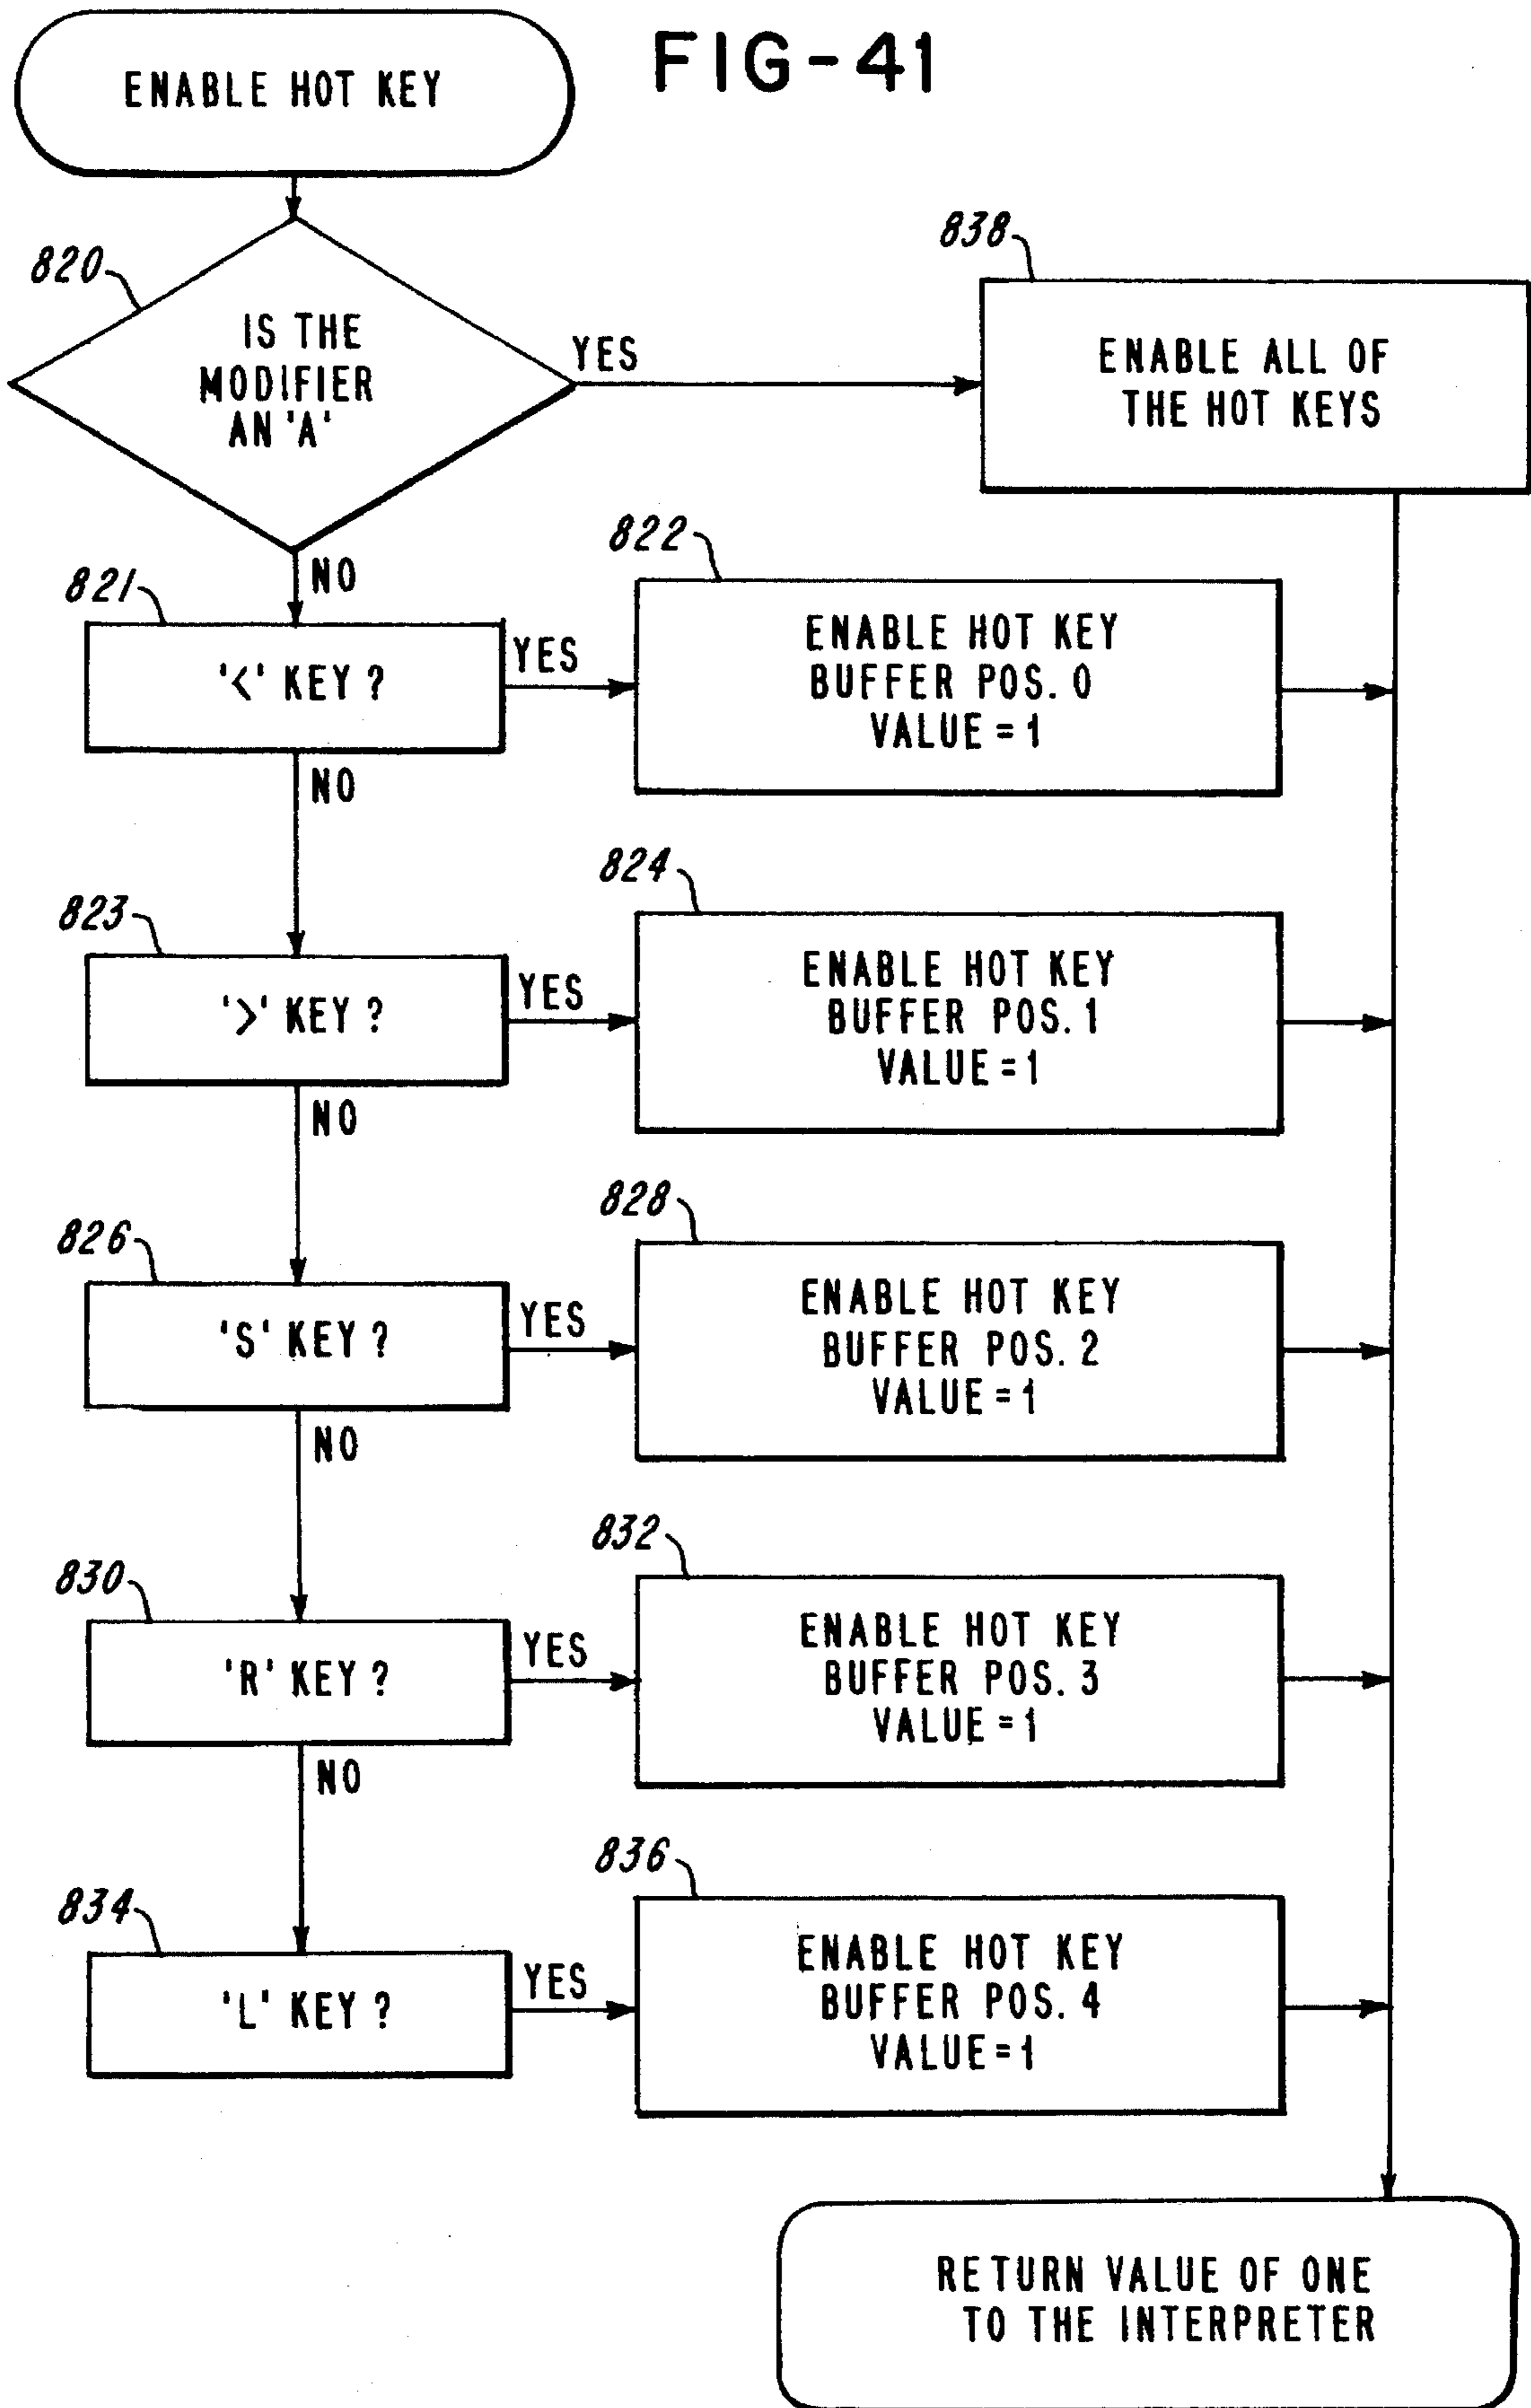 FIG-41
ENABLE HOT KEY
820
IS THE
MODIFIER
AN 'A'
YES
838
ENABLE ALL OF
THE HOT KEYS
NO
821
'<' KEY ?
YES
822
ENABLE HOT KEY
BUFFER POS. 0
VALUE = 1
NO
823
'>' KEY ?
YES
824
ENABLE HOT KEY
BUFFER POS. 1
VALUE = 1
NO
826
'S' KEY ?
YES
828
ENABLE HOT KEY
BUFFER POS. 2
VALUE = 1
NO
830
'R' KEY ?
YES
832
ENABLE HOT KEY
BUFFER POS. 3
VALUE = 1
NO
834
'L' KEY ?
YES
836
ENABLE HOT KEY
BUFFER POS. 4
VALUE = 1
RETURN VALUE OF ONE
TO THE INTERPRETER